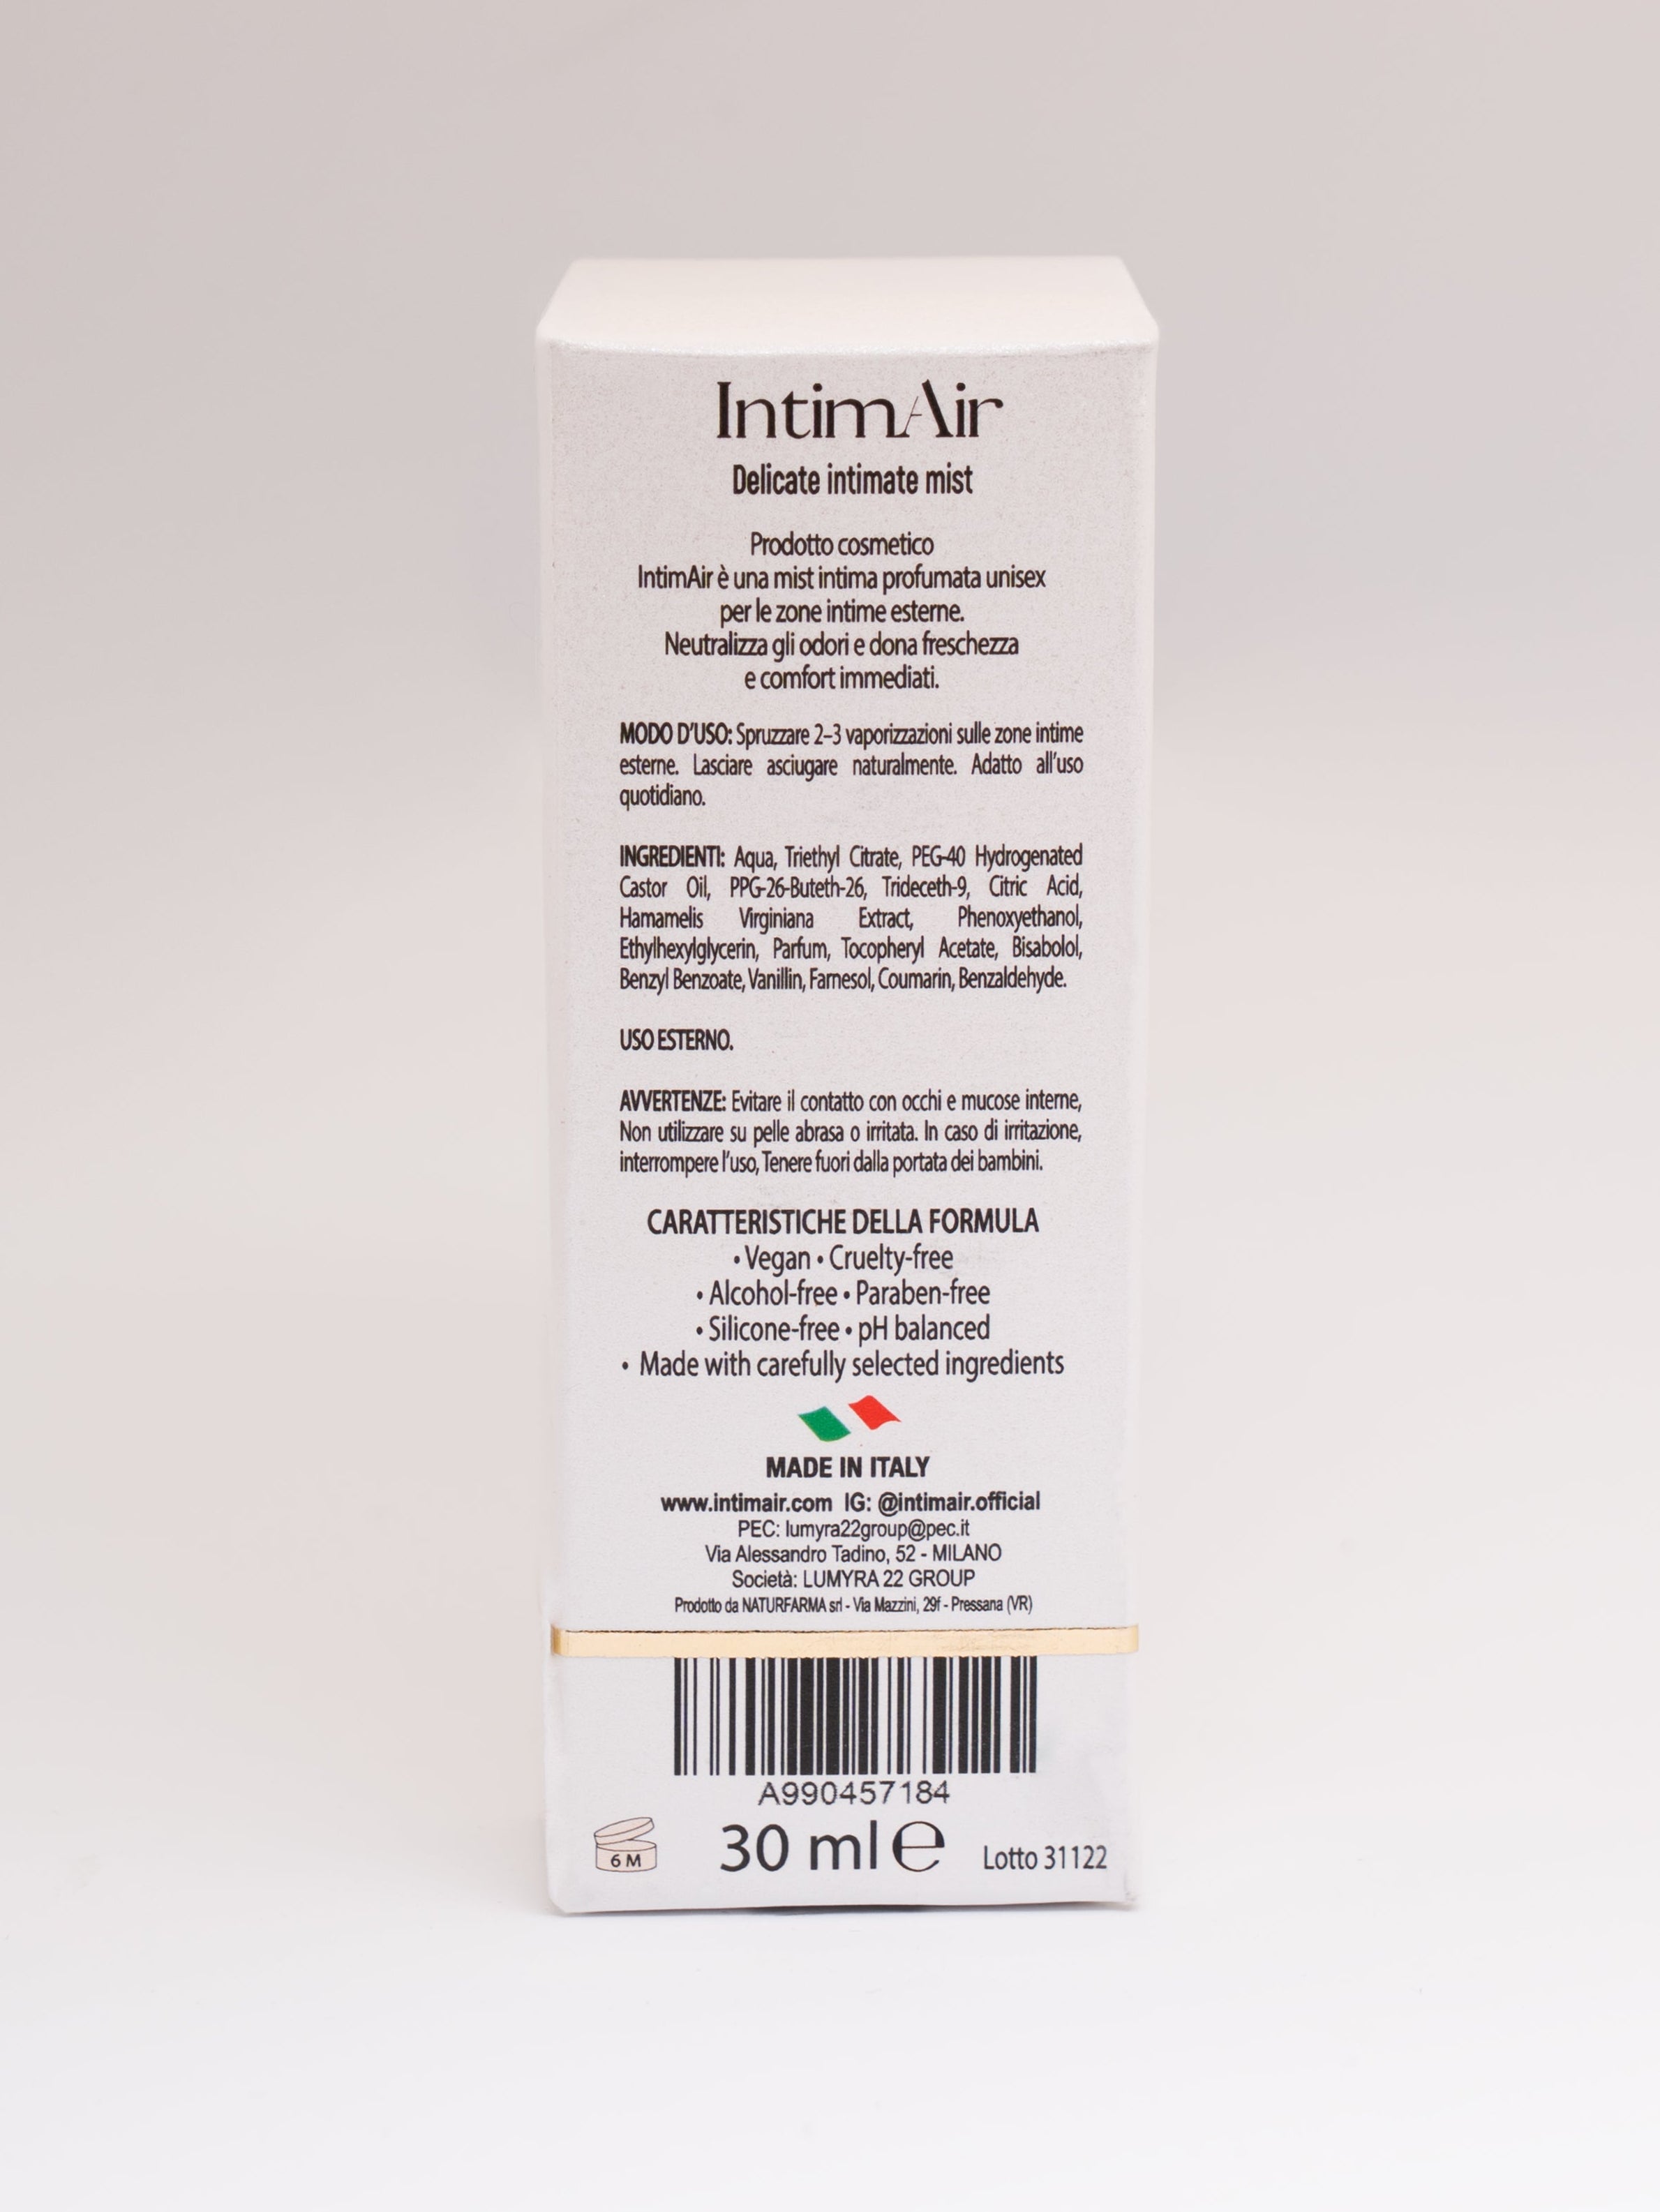 IntimAir
Delicate intimate mist
Prodotto cosmetico
IntimAir è una mist intima profumata unisex
per le zone intime esterne.
Neutralizza gli odori e dona freschezza
e comfort immediati.
MODO D'USO: Spruzzare 2–3 vaporizzazioni sulle zone intime
esterne. Lasciare asciugare naturalmente. Adatto all'uso
quotidiano.
INGREDIENTI: Aqua, Triethyl Citrate, PEG-40 Hydrogenated
Castor Oil, PPG-26-Buteth-26, Trideceth-9, Citric Acid,
Hamamelis Virginiana Extract, Phenoxyethanol,
Ethylhexylglycerin, Parfum, Tocopheryl Acetate, Bisabolol,
Benzyl Benzoate, Vanillin, Farnesol, Coumarin, Benzaldehyde.
USO ESTERNO.
AVVERTENZE: Evitare il contatto con occhi e mucose interne,
Non utilizzare su pelle abrasa o irritata. In caso di irritazione,
interrompere l'uso, Tenere fuori dalla portata dei bambini.
CARATTERISTICHE DELLA FORMULA
• Vegan • Cruelty-free
• Alcohol-free • Paraben-free
• Silicone-free • pH balanced
• Made with carefully selected ingredients
MADE IN ITALY
www.intimair.com IG: @intimair.official
PEC: lumyra22group@pec.it
Via Alessandro Tadino, 52 - MILANO
Società: LUMYRA 22 GROUP
Prodotto da NATURFARMA srl - Via Mazzini, 29f - Pressana (VR)
A990457184
6 M
30 ml e
Lotto 31122